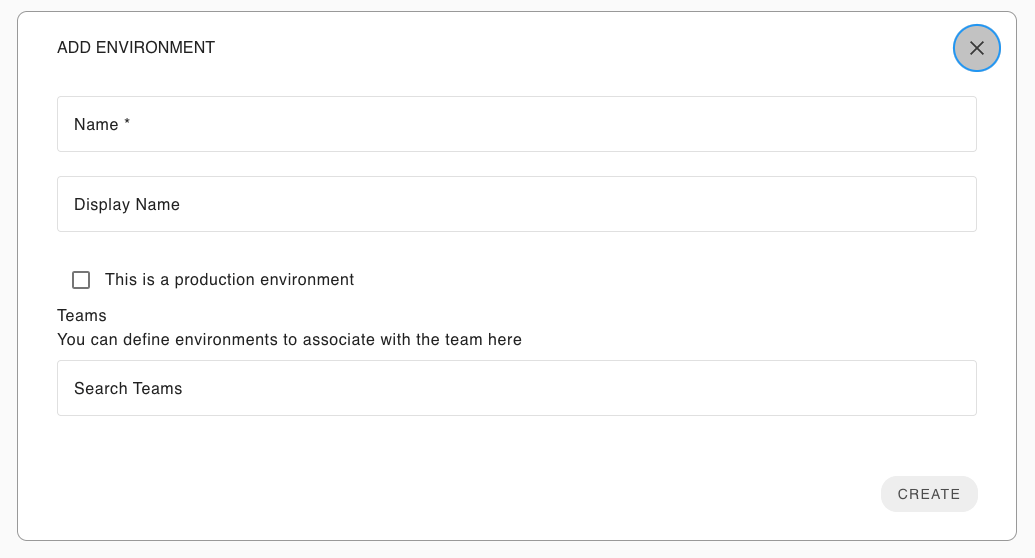 ADD ENVIRONMENT
Name *
Display Name
This is a production environment
Teams
You can define environments to associate with the team here
Search Teams
CREATE